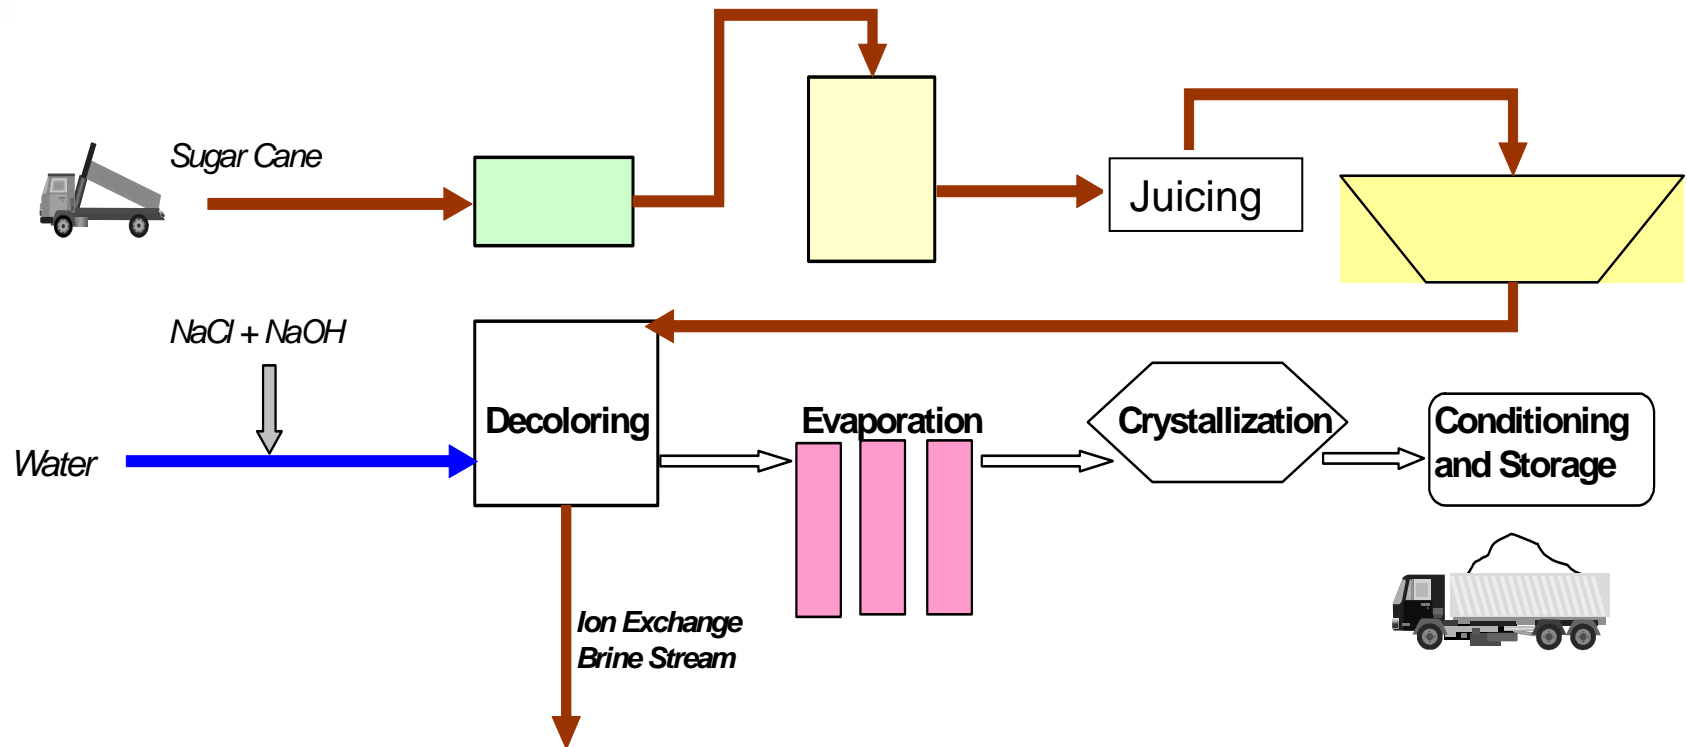 Sugar Cane
Juicing
NaCl + NaOH
Water
Decoloring
Evaporation
Crystallization
Conditioning
and Storage
Ion Exchange
Brine Stream